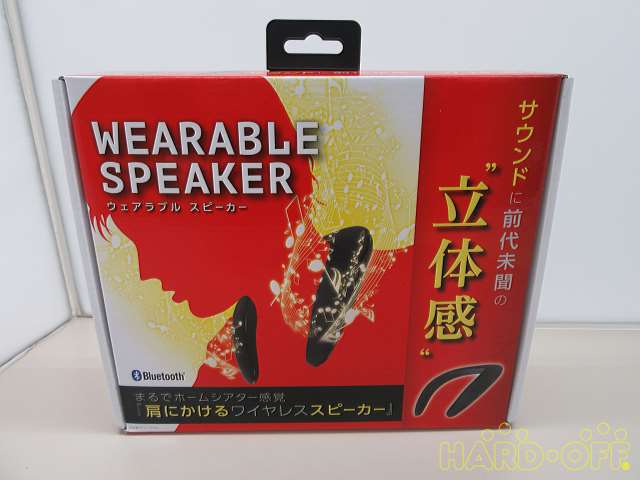 WEARABLE
SPEAKER
ウェアラブル スピーカー
サウンドに前代未聞の
"立体感"
Bluetooth®
まるでホームシアター感覚
『肩にかけるワイヤレススピーカー』
HARD・OFF